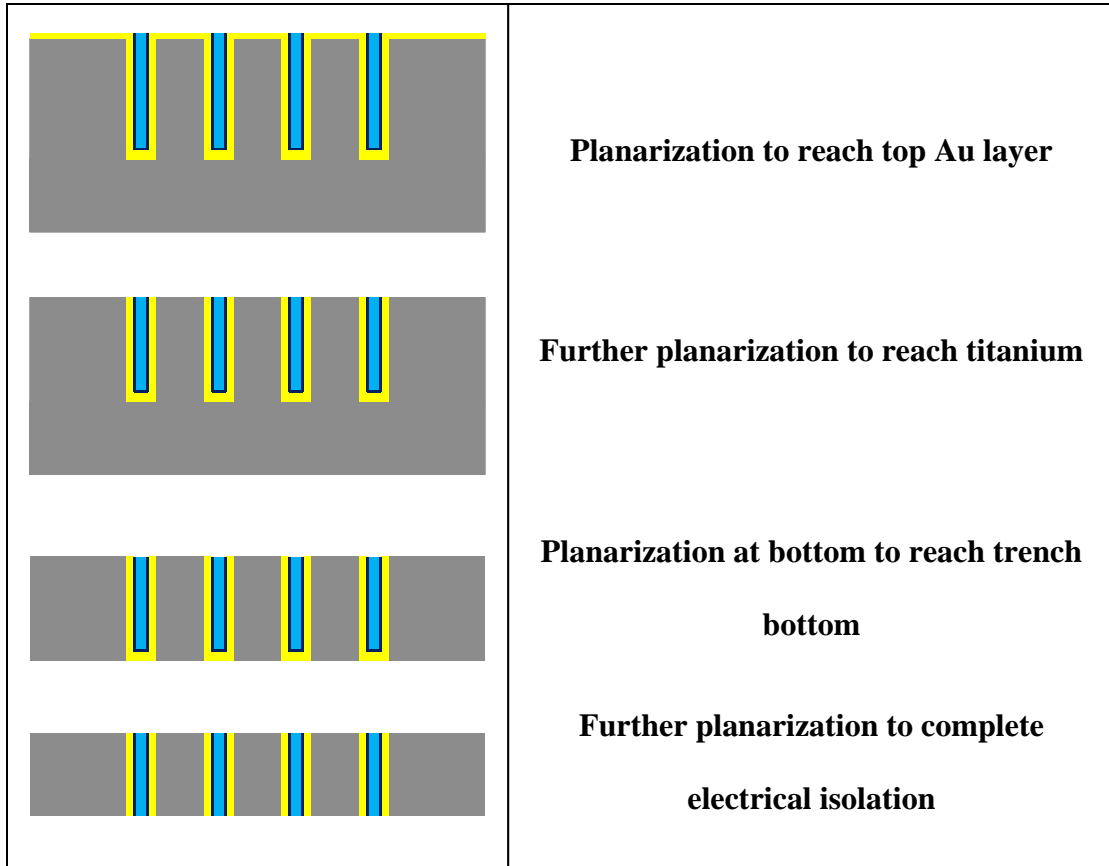 Planarization to reach top Au layer
Further planarization to reach titanium
Planarization at bottom to reach trench
bottom
Further planarization to complete
electrical isolation